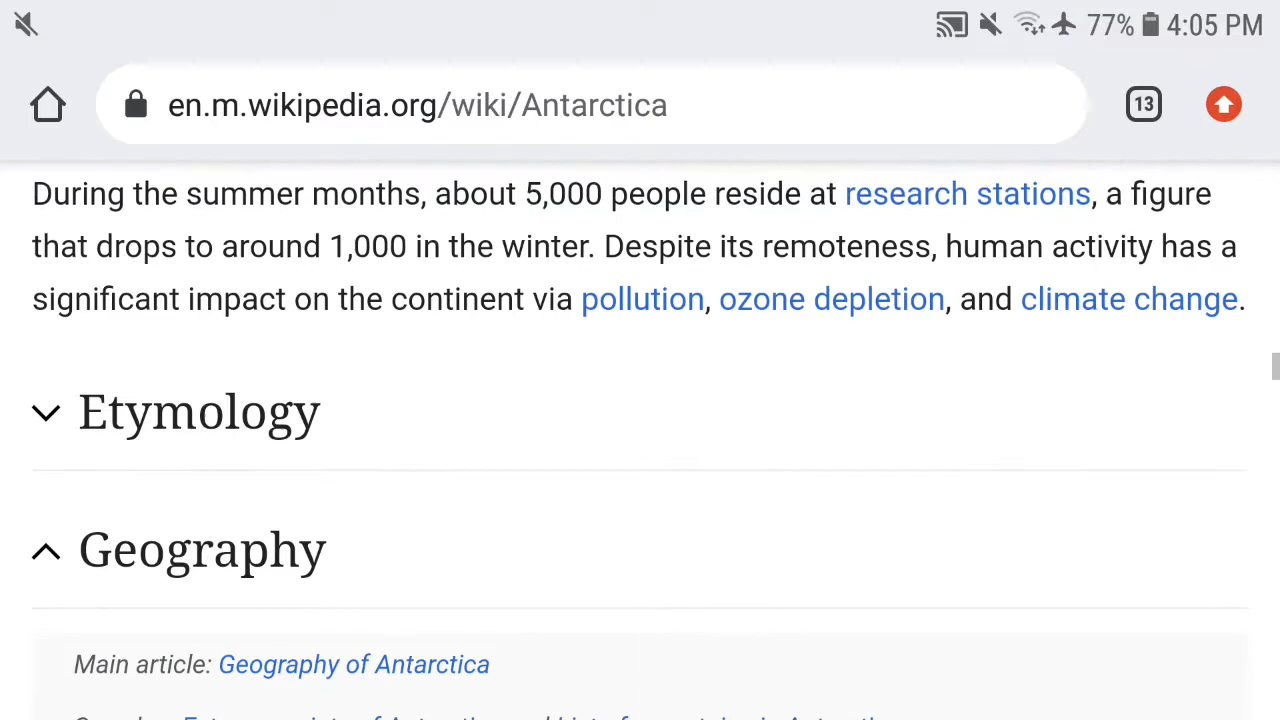 77% 4:05 PM
en.m.wikipedia.org/wiki/Antarctica
13
During the summer months, about 5,000 people reside at research stations, a figure
that drops to around 1,000 in the winter. Despite its remoteness, human activity has a
significant impact on the continent via pollution, ozone depletion, and climate change.
Etymology
Geography
Main article: Geography of Antarctica